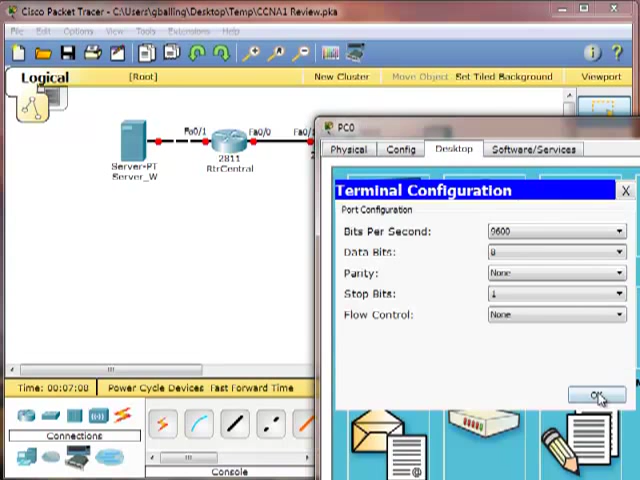 Cisco Packet Tracer - C:\Users\gballing\Desktop\Temp\CCNA1 Review.pka
File Edit Options View Tools Extensions Help
Logical [Root] New Cluster Move Object Set Tiled Background Viewport
Fa0/1 Fa0/0 Fa0/
Server-PT
Server_W
2811
RtrCentral
PC0
Physical Config Desktop Software/Services
Terminal Configuration X
Port Configuration
Bits Per Second: 9600
Data Bits: 8
Parity: None
Stop Bits: 1
Flow Control: None
OK
Time: 00:07:00 Power Cycle Devices Fast Forward Time
Connections
Console